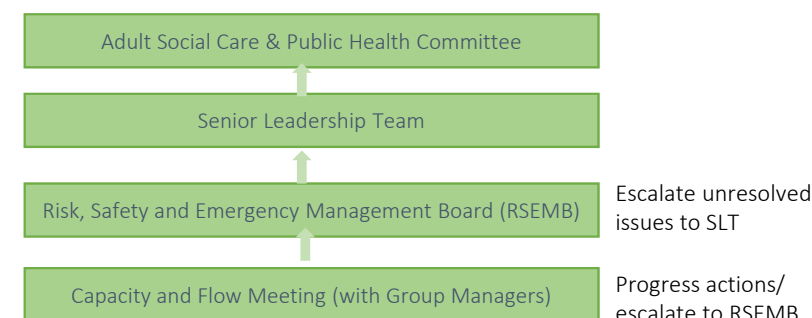 Adult Social Care & Public Health Committee
Senior Leadership Team
Risk, Safety and Emergency Management Board (RSEMB)
Escalate unresolved
issues to SLT
Capacity and Flow Meeting (with Group Managers)
Progress actions/
escalate to RSEMB